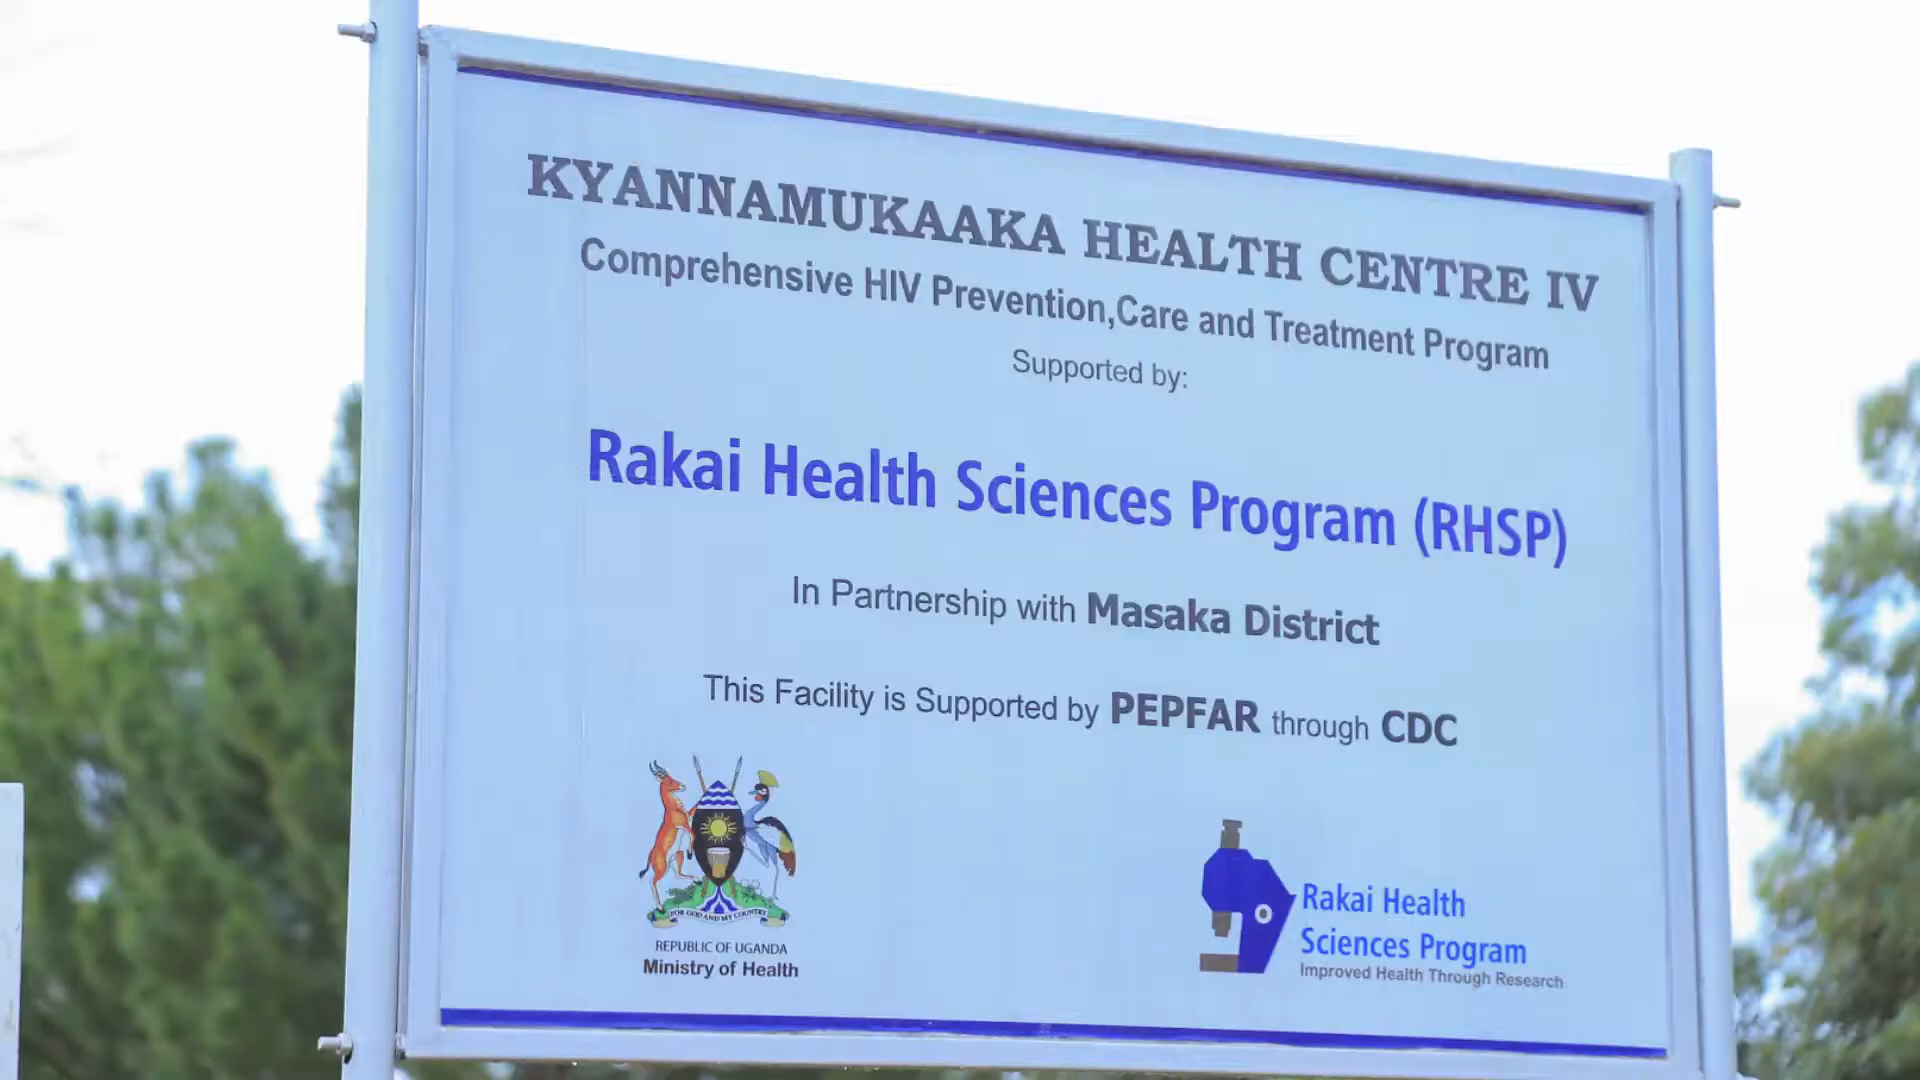 KYANNAMUKAAKA HEALTH CENTRE IV
Comprehensive HIV Prevention,Care and Treatment Program
Supported by:
Rakai Health Sciences Program (RHSP)
In Partnership with Masaka District
This Facility is Supported by PEPFAR through CDC
FOR GOD AND MY COUNTRY
REPUBLIC OF UGANDA
Ministry of Health
Rakai Health
Sciences Program
Improved Health Through Research